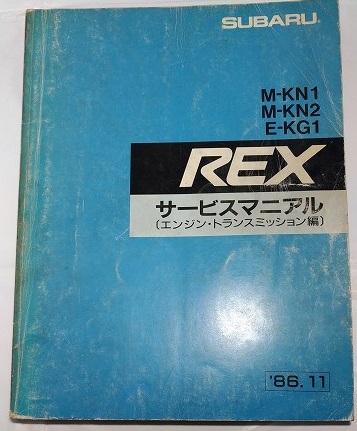 SUBARU
M-KN1
M-KN2
E-KG1
REX
サービスマニアル
〔エンジン・トランスミッション編〕
'86.11